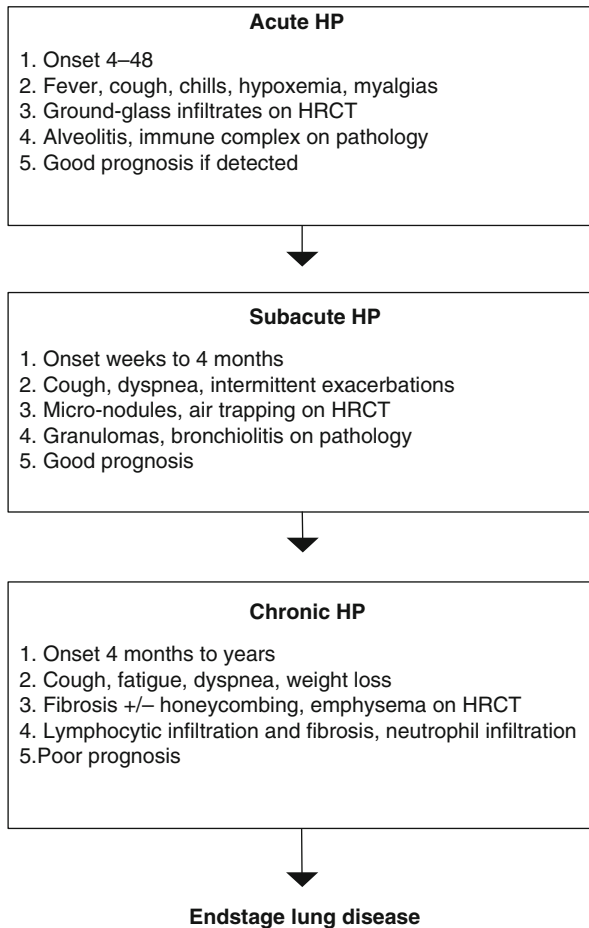 Acute HP
1. Onset 4–48
2. Fever, cough, chills, hypoxemia, myalgias
3. Ground-glass infiltrates on HRCT
4. Alveolitis, immune complex on pathology
5. Good prognosis if detected
Subacute HP
1. Onset weeks to 4 months
2. Cough, dyspnea, intermittent exacerbations
3. Micro-nodules, air trapping on HRCT
4. Granulomas, bronchiolitis on pathology
5. Good prognosis
Chronic HP
1. Onset 4 months to years
2. Cough, fatigue, dyspnea, weight loss
3. Fibrosis +/– honeycombing, emphysema on HRCT
4. Lymphocytic infiltration and fibrosis, neutrophil infiltration
5.Poor prognosis
Endstage lung disease